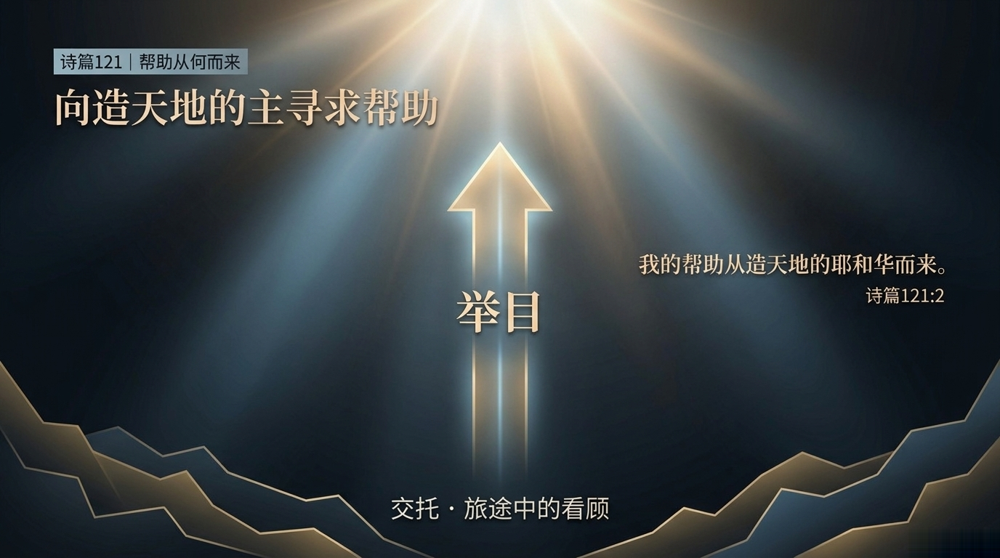 诗篇121｜帮助从何而来
向造天地的主寻求帮助
我的帮助从造天地的耶和华而来。
诗篇121:2
举目
交托·旅途中的看顾